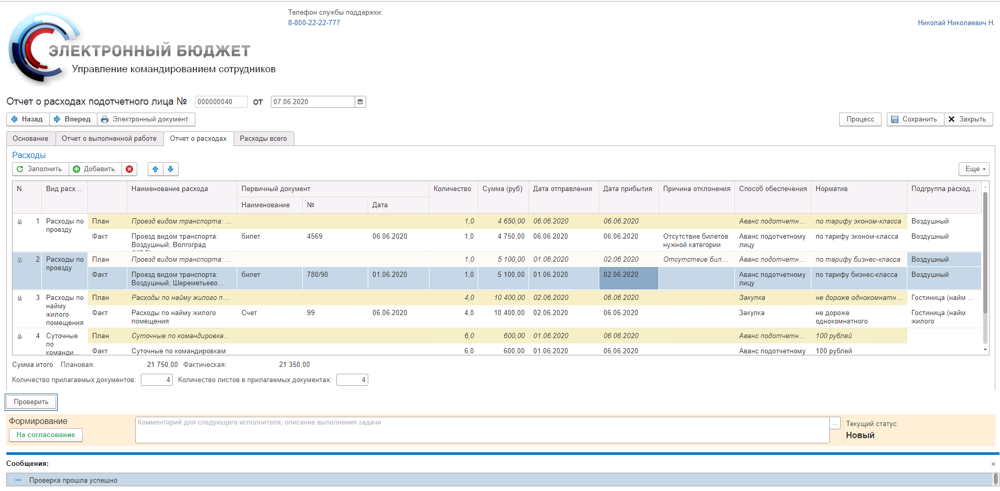 Телефон службы поддержки:
8-800-22-22-777
Николай Николаевич Н.
ЭЛЕКТРОННЫЙ БЮДЖЕТ
Управление командированием сотрудников
Отчет о расходах подотчетного лица № 000000040 от 07.06.2020
Назад Вперед Электронный документ Процесс Сохранить Закрыть
Основание Отчет о выполненной работе Отчет о расходах Расходы всего
Расходы
Заполнить Добавить Еще
N Вид расх... Наименование расхода Первичный документ Количество Сумма (руб) Дата отправления Дата прибытия Причина отклонения Способ обеспечения Норматив Подгруппа расход...
Наименование № Дата
1 Расходы по План Проезд видом транспорта: ... 1,0 4 650,00 06.06.2020 06.06.2020 Аванс подотчетн... по тарифу эконом-класса Воздушный
проезду
Факт Проезд видом транспорта: билет 4569 06.06.2020 1,0 4 750,00 06.06.2020 06.06.2020 Отсутствие билетов Аванс подотчетному по тарифу эконом-класса Воздушный
Воздушный; Волгоград нужной категории лицу
2 Расходы по План Проезд видом транспорта: ... 1,0 5 100,00 01.06.2020 02.06.2020 Отсутствие бил... Аванс подотчетн... по тарифу бизнес-класса Воздушный
проезду
Факт Проезд видом транспорта: билет 780/90 01.06.2020 1,0 5 100,00 01.06.2020 02.06.2020 Аванс подотчетному по тарифу бизнес-класса Воздушный
Воздушный; Шереметьево... лицу
3 Расходы по План Расходы по найму жилого п... 4,0 10 400,00 02.06.2020 06.06.2020 Закупка не дороже однокомнатн... Гостиница (найм ...
найму
жилого Факт Расходы по найму жилого Счет 99 06.06.2020 4,0 10 400,00 02.06.2020 06.06.2020 Закупка не дороже Гостиница (найм
помещения помещения однокомнатного жилого
4 Суточные План Суточные по командировка... 6,0 600,00 01.06.2020 06.06.2020 Аванс подотчетн... 100 рублей
по
команди... Факт Суточные по командировкам 6,0 600,00 01.06.2020 06.06.2020 Аванс подотчетному 100 рублей
Сумма итого Плановая: 21 750,00 Фактическая: 21 350,00
Количество прилагаемых документов: 4 Количество листов в прилагаемых документах: 4
Проверить
Формирование Комментарий для следующего исполнителя, описание выполнения задачи ... Текущий статус:
На согласование Новый
Сообщения:
Проверка прошла успешно